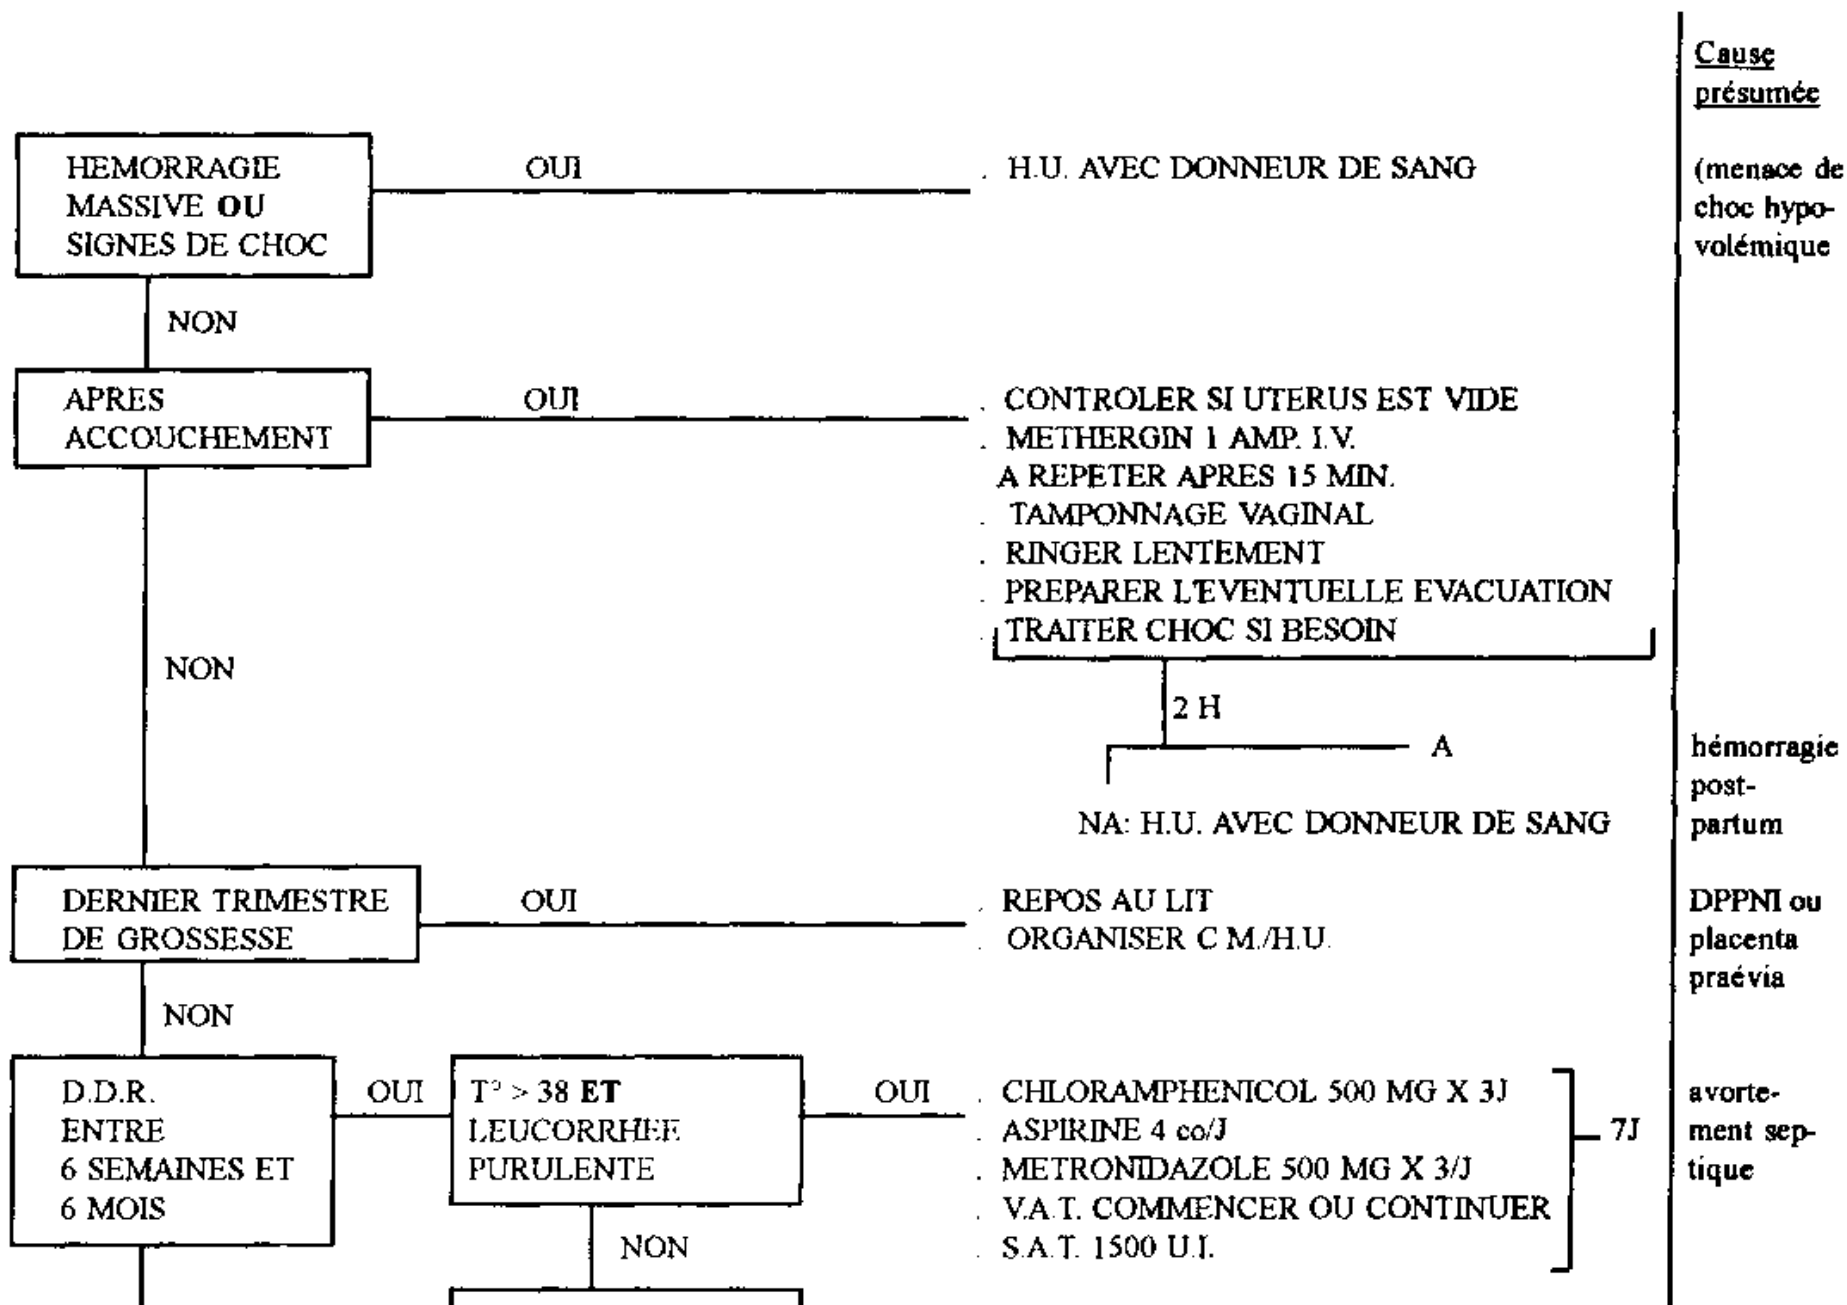 Cause
présumée
HEMORRAGIE
MASSIVE OU
SIGNES DE CHOC
OUI
. H.U. AVEC DONNEUR DE SANG
(menace de
choc hypo-
volémique
NON
APRES
ACCOUCHEMENT
OUI
. CONTROLER SI UTERUS EST VIDE
. METHERGIN 1 AMP. I.V.
A REPETER APRES 15 MIN.
. TAMPONNAGE VAGINAL
. RINGER LENTEMENT
. PREPARER L'EVENTUELLE EVACUATION
. TRAITER CHOC SI BESOIN
NON
2 H
A
NA: H.U. AVEC DONNEUR DE SANG
hémorragie
post-
partum
DERNIER TRIMESTRE
DE GROSSESSE
OUI
. REPOS AU LIT
. ORGANISER C M./H.U.
DPPNI ou
placenta
praévia
NON
D.D.R.
ENTRE
6 SEMAINES ET
6 MOIS
OUI
T° > 38 ET
LEUCORRHEE
PURULENTE
OUI
. CHLORAMPHENICOL 500 MG X 3J
. ASPIRINE 4 co/J
. METRONIDAZOLE 500 MG X 3/J
. V.A.T. COMMENCER OU CONTINUER
. S.A.T. 1500 U.I.
7J
avorte-
ment sep-
tique
NON